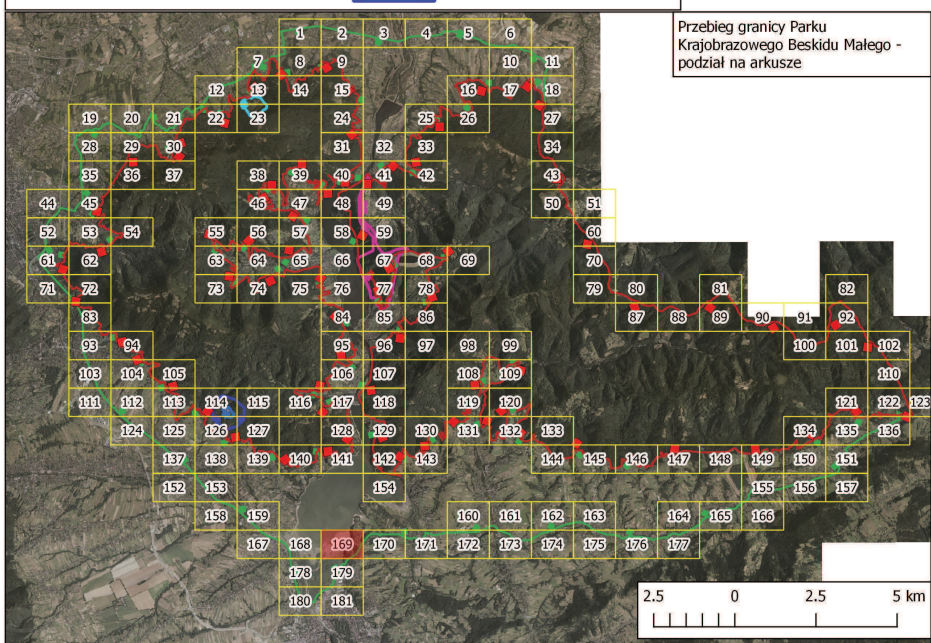 Przebieg granicy Parku
Krajobrazowego Beskidu Małego -
podział na arkusze
1 2 3 4 5 6
7 8 9 10 11
12 13 14 15 16 17 18
19 20 21 22 23 24 25 26 27
28 29 30 31 32 33 34
35 36 37 38 39 40 41 42 43
44 45 46 47 48 49 50 51
52 53 54 55 56 57 58 59 60
61 62 63 64 65 66 67 68 69 70
71 72 73 74 75 76 77 78 79 80 81 82
83 84 85 86 87 88 89 90 91 92
93 94 95 96 97 98 99 100 101 102
103 104 105 106 107 108 109 110
111 112 113 114 115 116 117 118 119 120 121 122 123
124 125 126 127 128 129 130 131 132 133 134 135 136
137 138 139 140 141 142 143 144 145 146 147 148 149 150 151
152 153 154 155 156 157
158 159 160 161 162 163 164 165 166
167 168 169 170 171 172 173 174 175 176 177
178 179
180 181
2.5 0 2.5 5 km